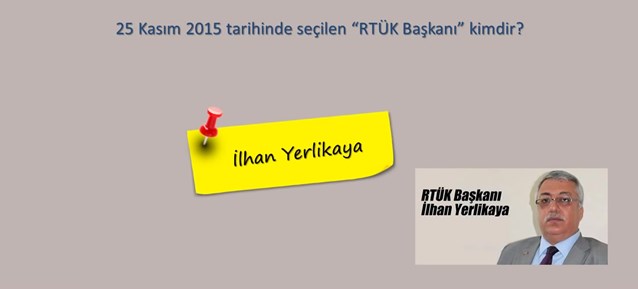 25 Kasım 2015 tarihinde seçilen “RTÜK Başkanı” kimdir?
İlhan Yerlikaya
RTÜK Başkanı
İlhan Yerlikaya